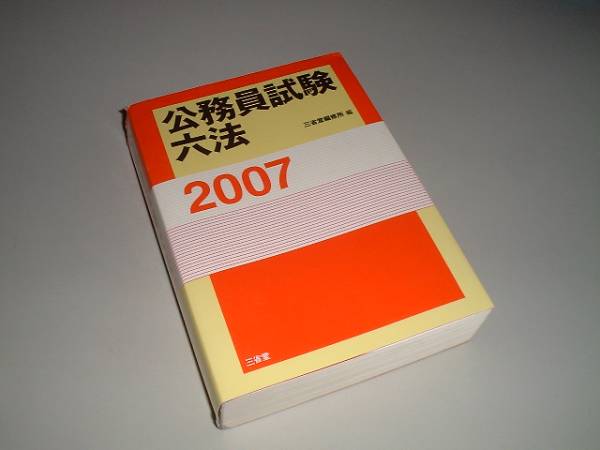 公務員試験
六法
三省堂編修所 編
2007
三省堂